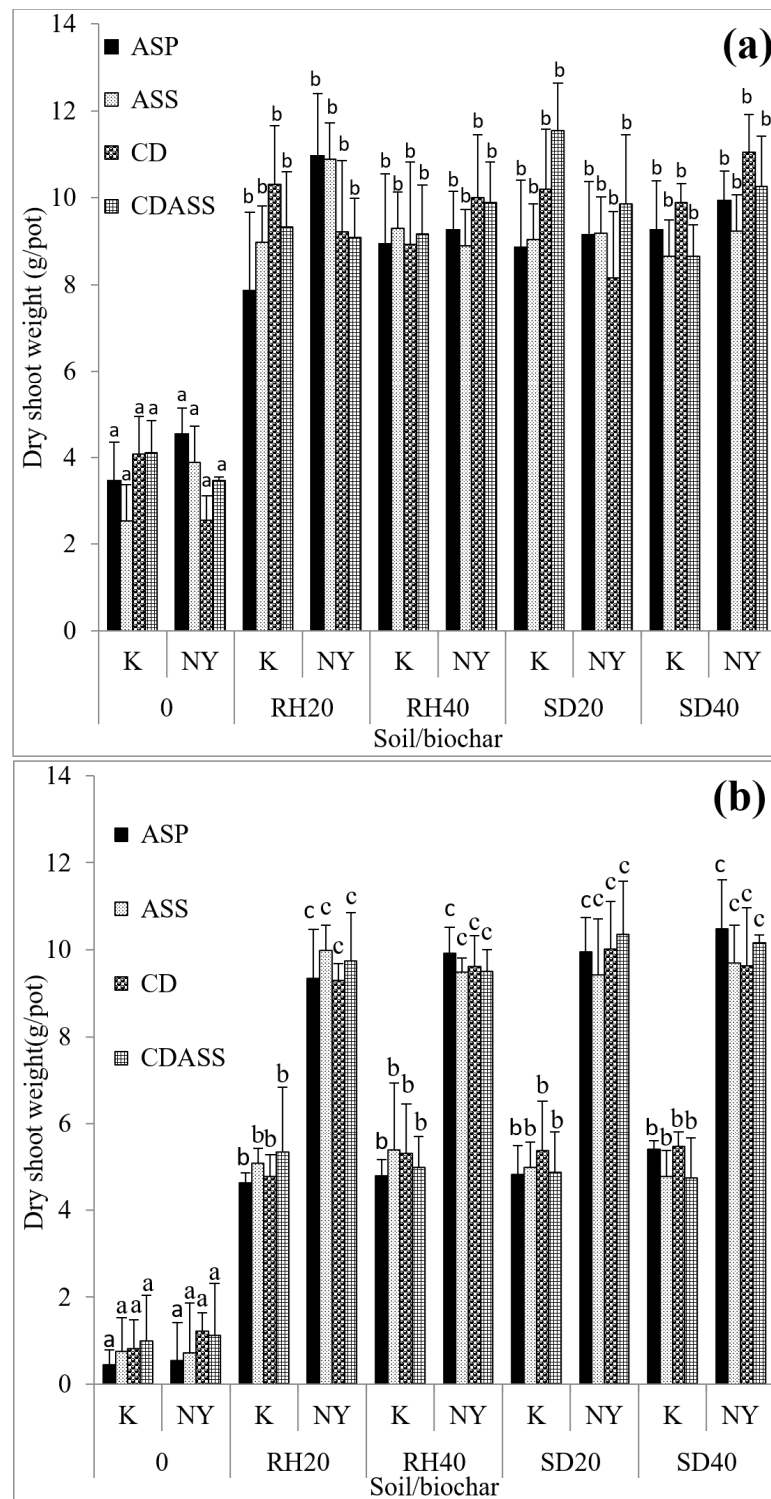 (a)
ASP
ASS
CD
CDASS
Dry shoot weight (g/pot)
14
12
10
8
6
4
2
0
a a a a a a a a b b b b b b b b b b b b b b b b b b b b b b b b b b b b b b b b
K NY K NY K NY K NY K NY
0 RH20 RH40 SD20 SD40
Soil/biochar
(b)
ASP
ASS
CD
CDASS
Dry shoot weight(g/pot)
14
12
10
8
6
4
2
0
a a a a a a a a b b b b c c c c b b b b c c c c b b b b c c c c b b b b c c c c
K NY K NY K NY K NY K NY
0 RH20 RH40 SD20 SD40
Soil/biochar